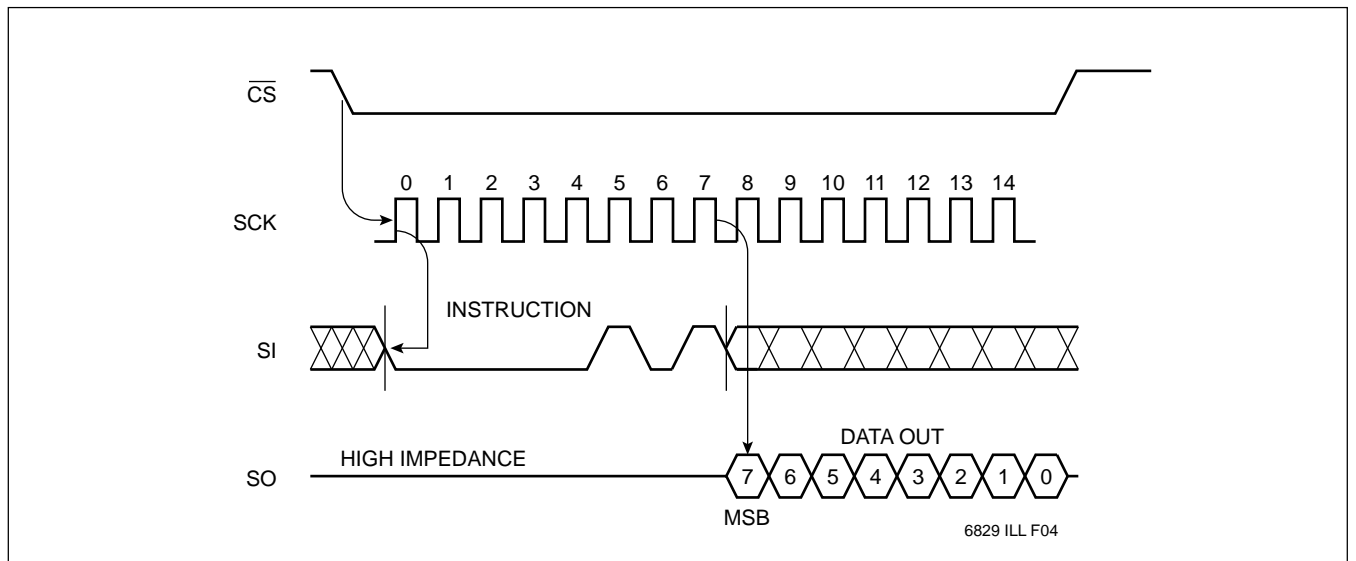 C̅S̅
0 1 2 3 4 5 6 7 8 9 10 11 12 13 14
SCK
INSTRUCTION
SI
DATA OUT
HIGH IMPEDANCE
SO
7 6 5 4 3 2 1 0
MSB
6829 ILL F04